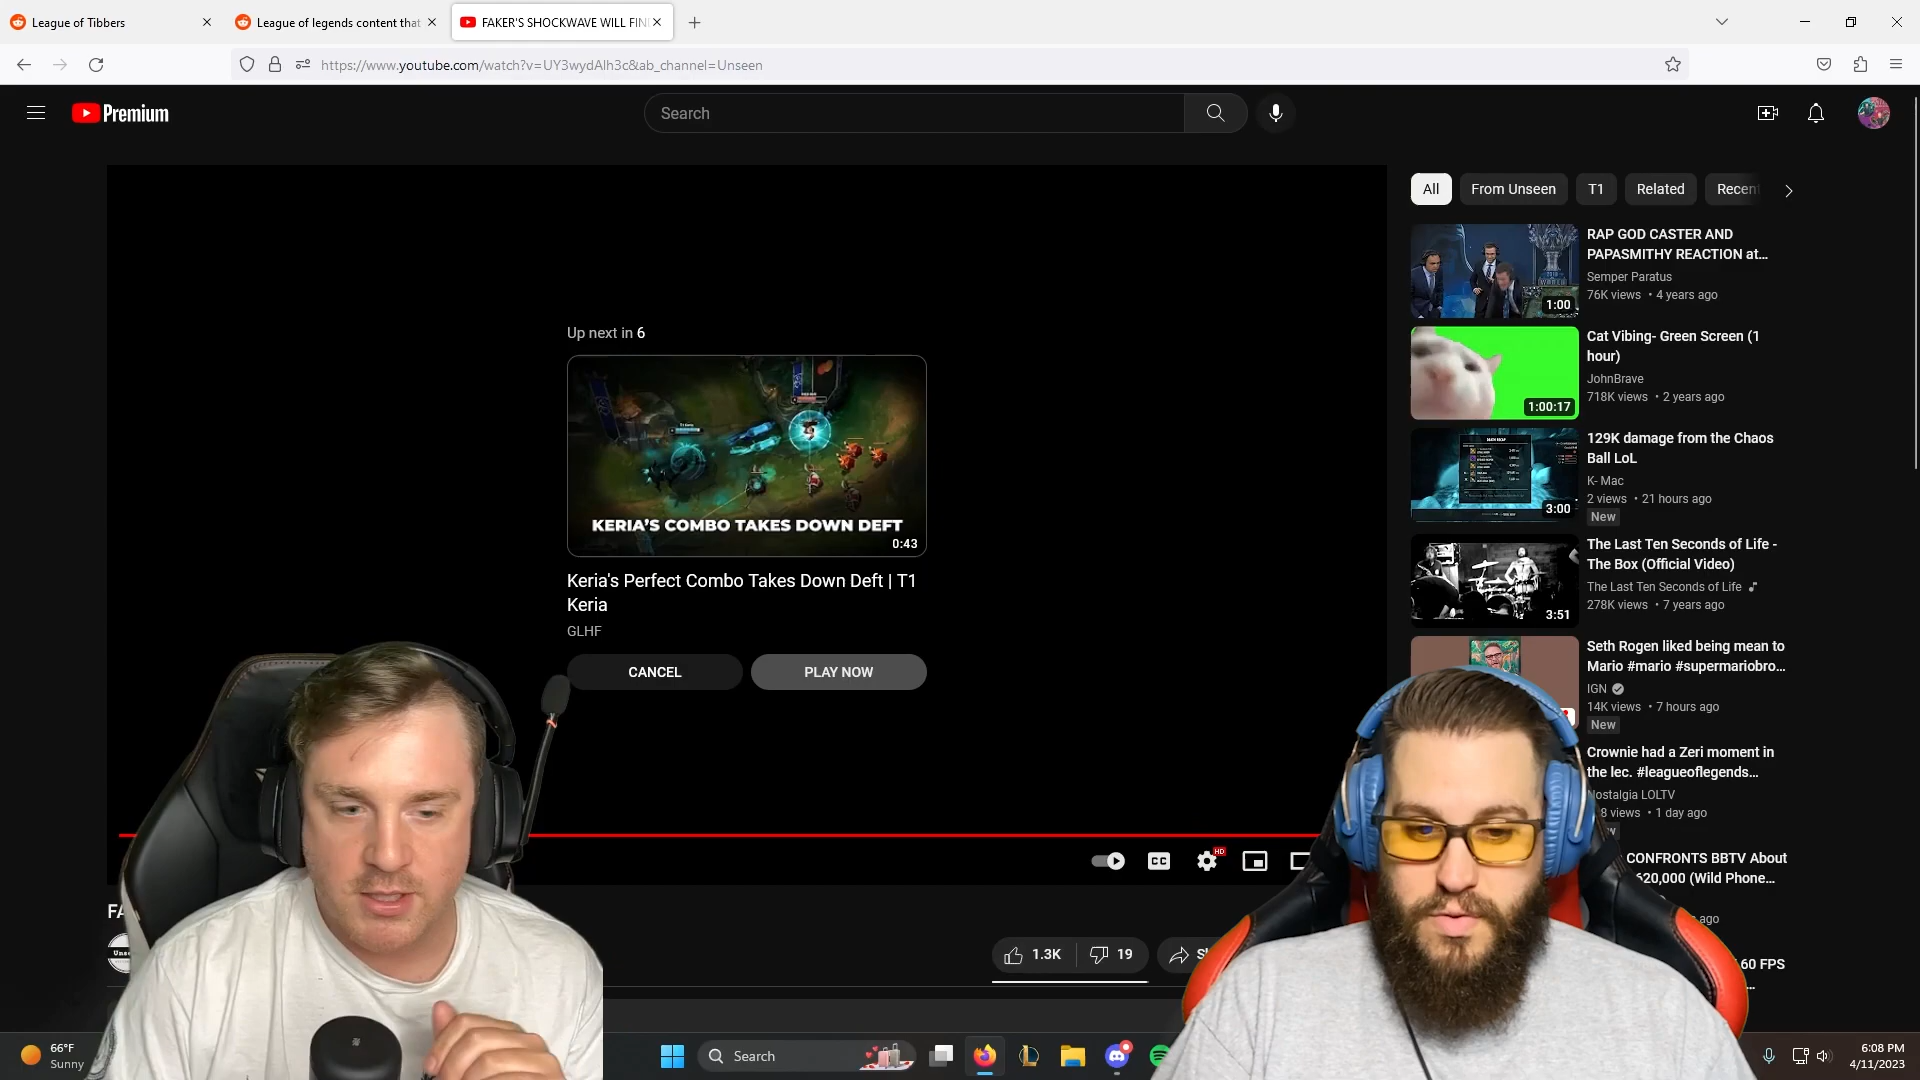 League of Tibbers
League of legends content that
FAKER'S SHOCKWAVE WILL FIN
https://www.youtube.com/watch?v=UY3wydAlh3c&ab_channel=Unseen
Premium
Search
All
From Unseen
T1
Related
Recent
RAP GOD CASTER AND
PAPASMITHY REACTION at...
Semper Paratus
76K views • 4 years ago
1:00
Cat Vibing- Green Screen (1
hour)
JohnBrave
718K views • 2 years ago
1:00:17
129K damage from the Chaos
Ball LoL
K- Mac
2 views • 21 hours ago
New
3:00
The Last Ten Seconds of Life -
The Box (Official Video)
The Last Ten Seconds of Life
278K views • 7 years ago
3:51
Seth Rogen liked being mean to
Mario #mario #supermariobro...
IGN
14K views • 7 hours ago
New
Crownie had a Zeri moment in
the lec. #leagueoflegends...
Nostalgia LOLTV
8 views • 1 day ago
CONFRONTS BBTV About
620,000 (Wild Phone...
ago
60 FPS
Up next in 6
KERIA'S COMBO TAKES DOWN DEFT
0:43
Keria's Perfect Combo Takes Down Deft | T1
Keria
GLHF
CANCEL
PLAY NOW
CC
HD
FA
1.3K
19
66°F
Sunny
Search
6:08 PM
4/11/2023